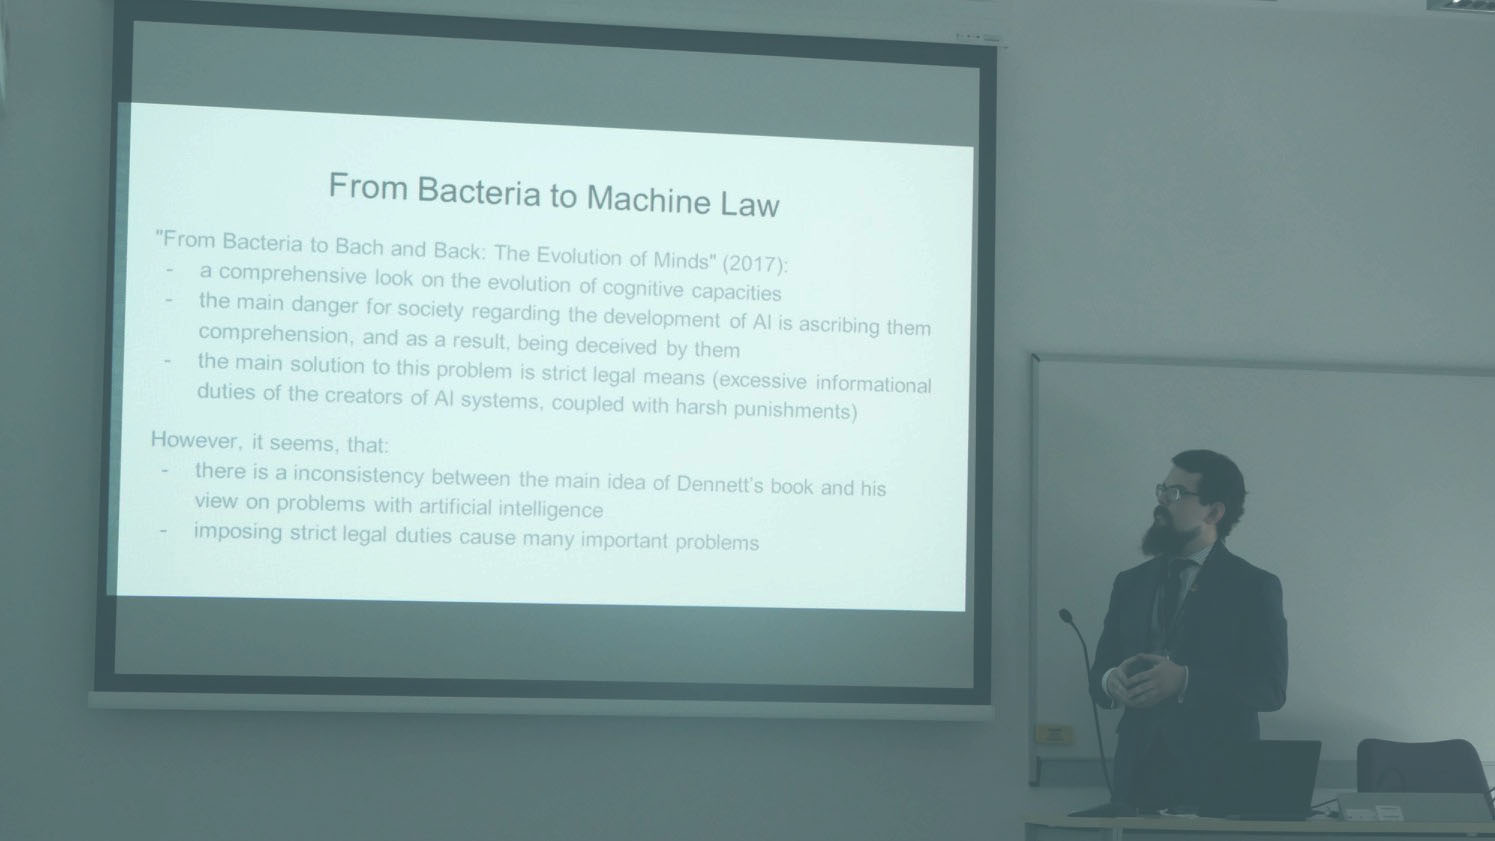 From Bacteria to Machine Law
"From Bacteria to Bach and Back: The Evolution of Minds" (2017):
- a comprehensive look on the evolution of cognitive capacities
- the main danger for society regarding the development of AI is ascribing them
comprehension, and as a result, being deceived by them
- the main solution to this problem is strict legal means (excessive informational
duties of the creators of AI systems, coupled with harsh punishments)
However, it seems, that:
- there is a inconsistency between the main idea of Dennett's book and his
view on problems with artificial intelligence
- imposing strict legal duties cause many important problems